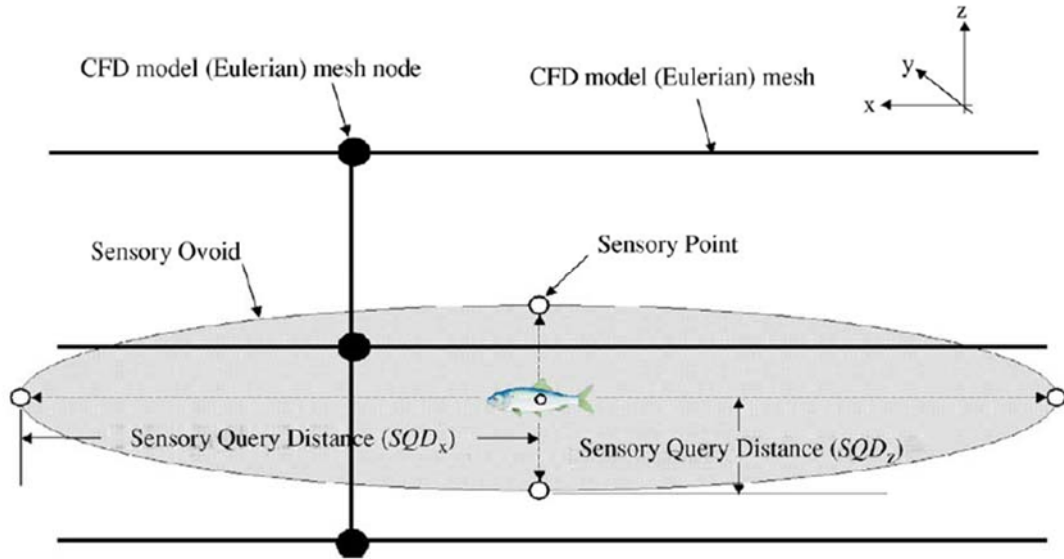 z
CFD model (Eulerian) mesh node
CFD model (Eulerian) mesh
y
x
Sensory Ovoid
Sensory Point
Sensory Query Distance (SQDx)
Sensory Query Distance (SQDz)